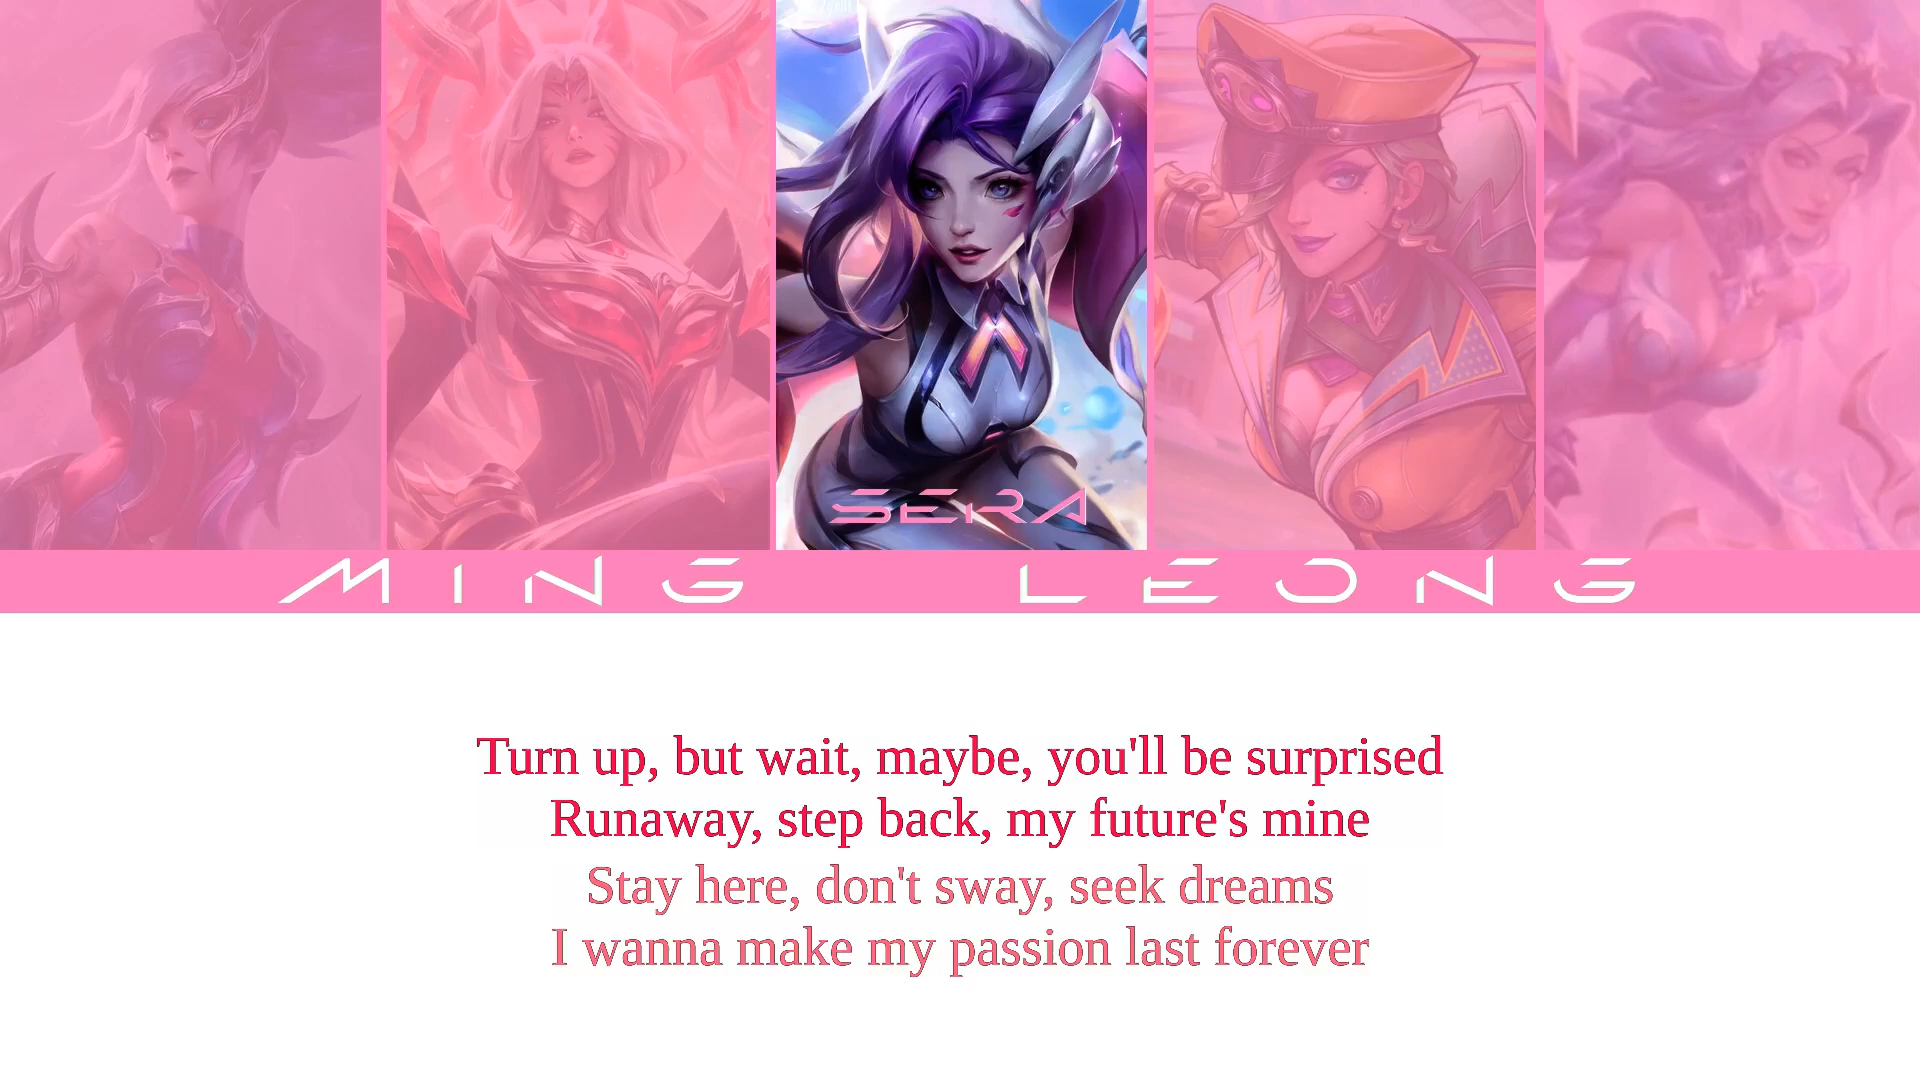 SERA
MING LEONG
Turn up, but wait, maybe, you'll be surprised
Runaway, step back, my future's mine
Stay here, don't sway, seek dreams
I wanna make my passion last forever